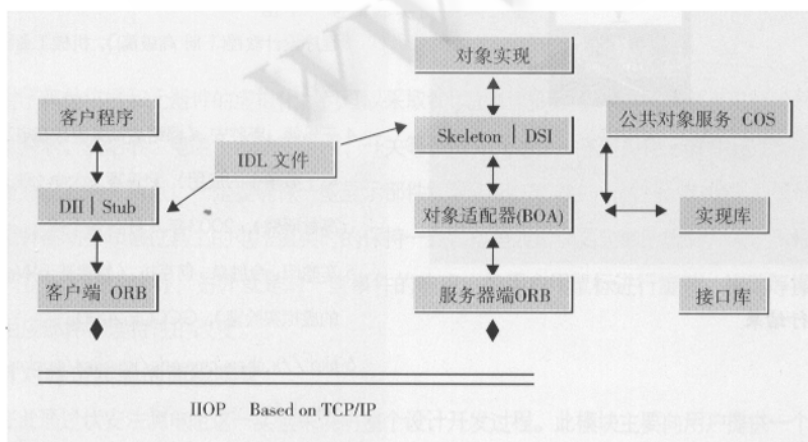 对象实现
客户程序
Skeleton | DSI
公共对象服务 COS
IDL 文件
DII | Stub
对象适配器(BOA)
实现库
客户端 ORB
服务器端ORB
接口库
IIOP Based on TCP/IP